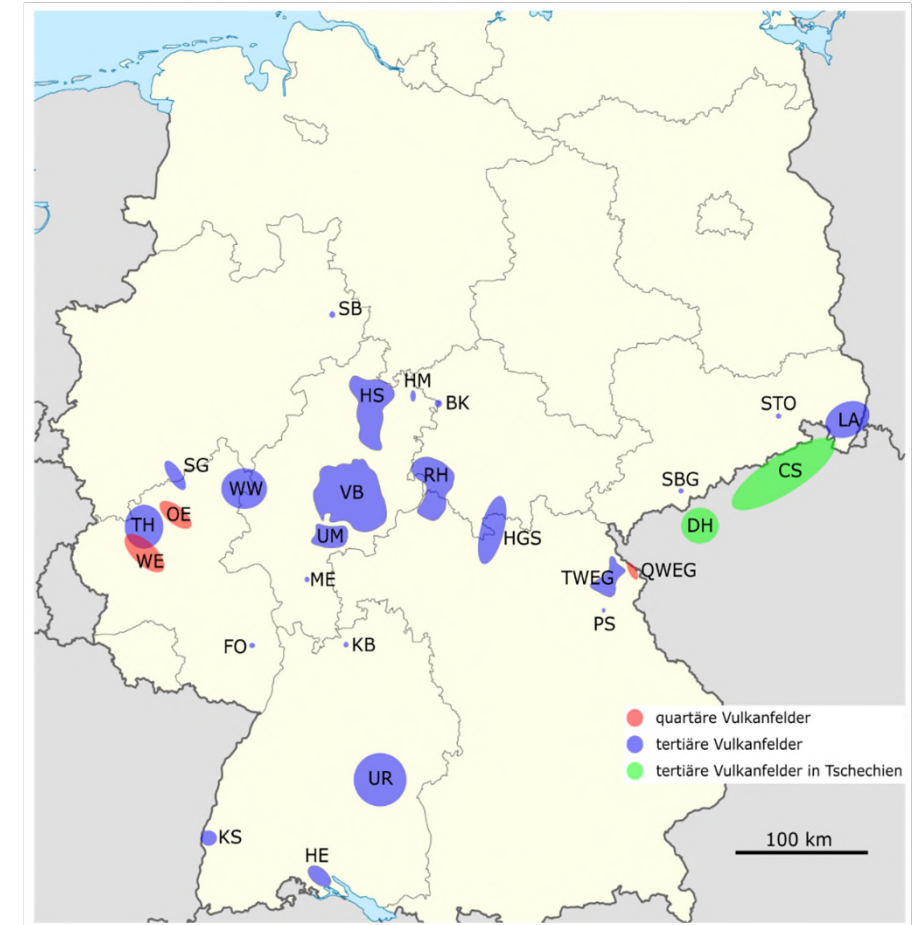 SB
HM
HS
BK
STO
LA
SG
WW
VB
RH
CS
SBG
OE
TH
UM
HGS
DH
WE
ME
TWEG
QWEG
PS
FO
KB
quartäre Vulkanfelder
tertiäre Vulkanfelder
tertiäre Vulkanfelder in Tschechien
UR
KS
100 km
HE